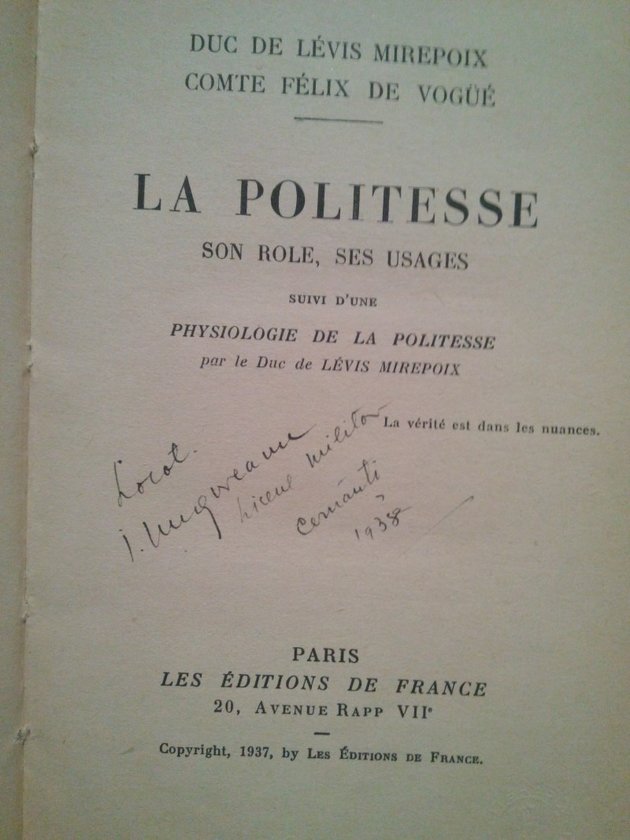 DUC DE LÉVIS MIREPOIX
COMTE FÉLIX DE VOGÜÉ
LA POLITESSE
SON ROLE, SES USAGES
SUIVI D'UNE
PHYSIOLOGIE DE LA POLITESSE
par le Duc de LÉVIS MIREPOIX
La vérité est dans les nuances.
Locot.
I. Ungureanu
Liceul Militar
Cernăuți
1938
PARIS
LES ÉDITIONS DE FRANCE
20, AVENUE RAPP VIIᵉ
Copyright, 1937, by LES ÉDITIONS DE FRANCE.